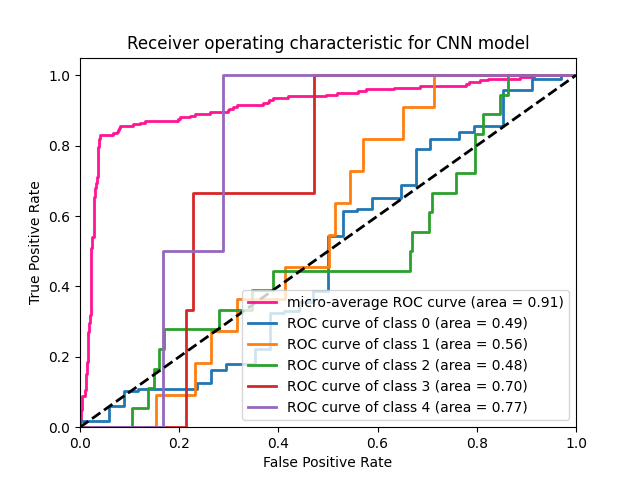 Receiver operating characteristic for CNN model
True Positive Rate
1.0
0.8
0.6
0.4
0.2
0.0
micro-average ROC curve (area = 0.91)
ROC curve of class 0 (area = 0.49)
ROC curve of class 1 (area = 0.56)
ROC curve of class 2 (area = 0.48)
ROC curve of class 3 (area = 0.70)
ROC curve of class 4 (area = 0.77)
0.0 0.2 0.4 0.6 0.8 1.0
False Positive Rate